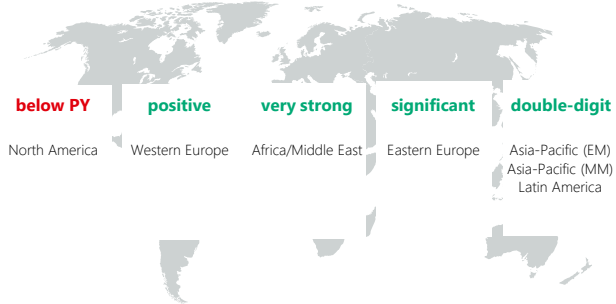 below PY
North America
positive
Western Europe
very strong
Africa/Middle East
significant
Eastern Europe
double-digit
Asia-Pacific (EM)
Asia-Pacific (MM)
Latin America